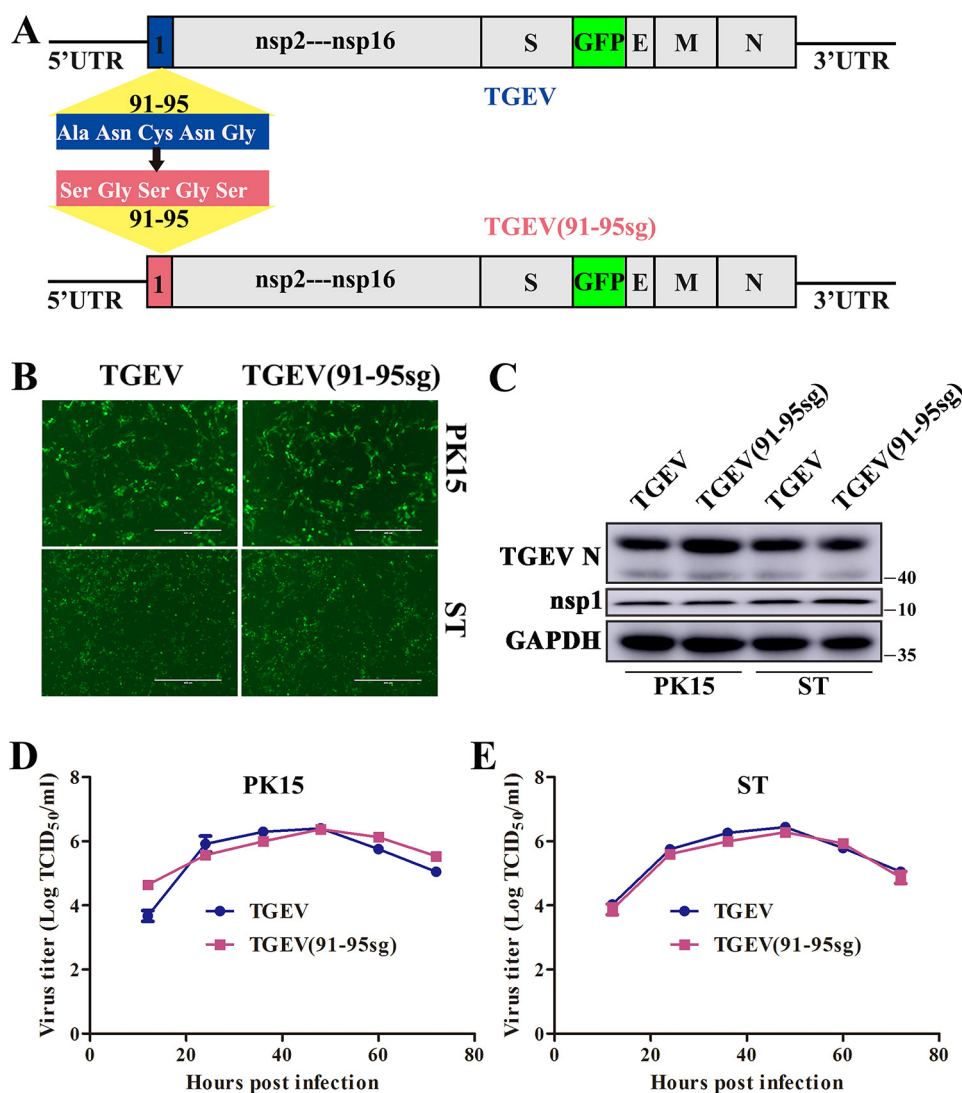 A
1
nsp2---nsp16
S
GFP
E
M
N
5’UTR
3’UTR
TGEV
91-95
Ala Asn Cys Asn Gly
Ser Gly Ser Gly Ser
91-95
TGEV(91-95sg)
1
nsp2---nsp16
S
GFP
E
M
N
5’UTR
3’UTR
B
TGEV
TGEV(91-95sg)
PK15
ST
C
TGEV
TGEV(91-95sg)
TGEV
TGEV(91-95sg)
TGEV N
–40
nsp1
–10
GAPDH
–35
PK15
ST
D
PK15
Virus titer (Log TCID50/ml)
8
6
4
2
0
TGEV
TGEV(91-95sg)
0
20
40
60
80
Hours post infection
E
ST
Virus titer (Log TCID50/ml)
8
6
4
2
0
TGEV
TGEV(91-95sg)
0
20
40
60
80
Hours post infection